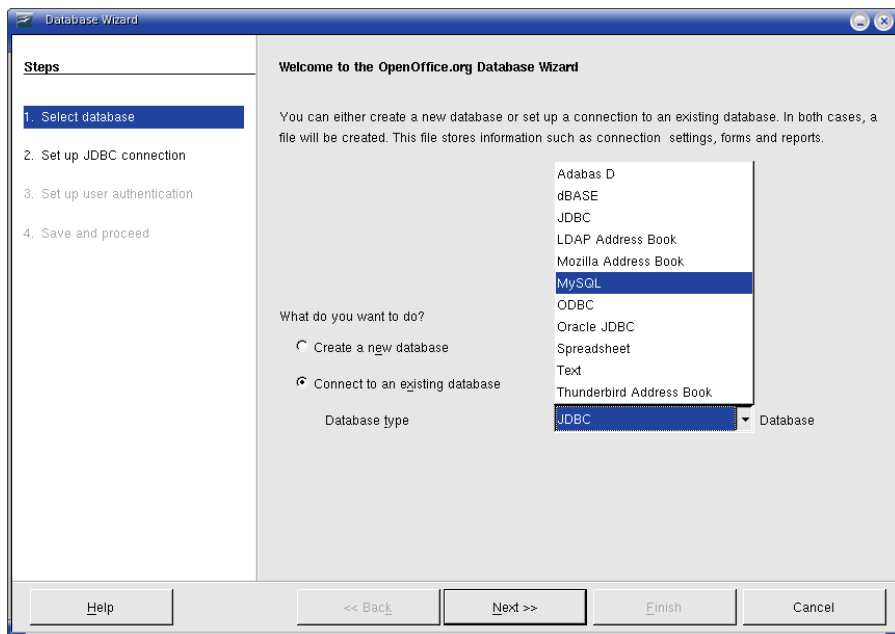 Database Wizard
Steps
1. Select database
2. Set up JDBC connection
3. Set up user authentication
4. Save and proceed
Welcome to the OpenOffice.org Database Wizard
You can either create a new database or set up a connection to an existing database. In both cases, a
file will be created. This file stores information such as connection settings, forms and reports.
What do you want to do?
Create a new database
Connect to an existing database
Database type
Adabas D
dBASE
JDBC
LDAP Address Book
Mozilla Address Book
MySQL
ODBC
Oracle JDBC
Spreadsheet
Text
Thunderbird Address Book
JDBC
Database
Help
<< Back
Next >>
Finish
Cancel